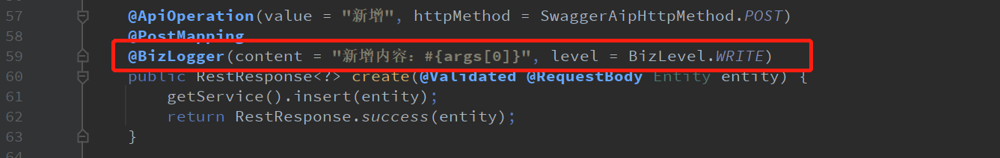 57 @ApiOperation(value = "新增", httpMethod = SwaggerAipHttpMethod.POST)
58 @PostMapping
59 @BizLogger(content = "新增内容：#{args[0]}", level = BizLevel.WRITE)
60 public RestResponse<?> create(@Validated @RequestBody Entity entity) {
61 getService().insert(entity);
62 return RestResponse.success(entity);
63 }
64